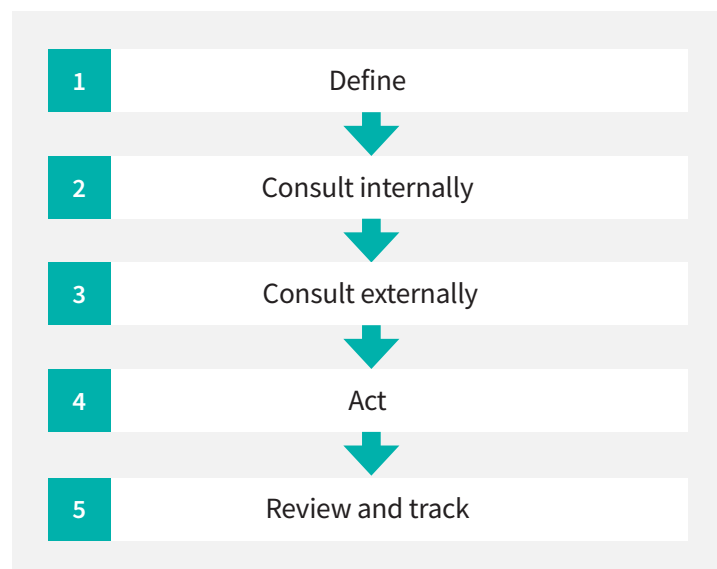 1 Define
2 Consult internally
3 Consult externally
4 Act
5 Review and track